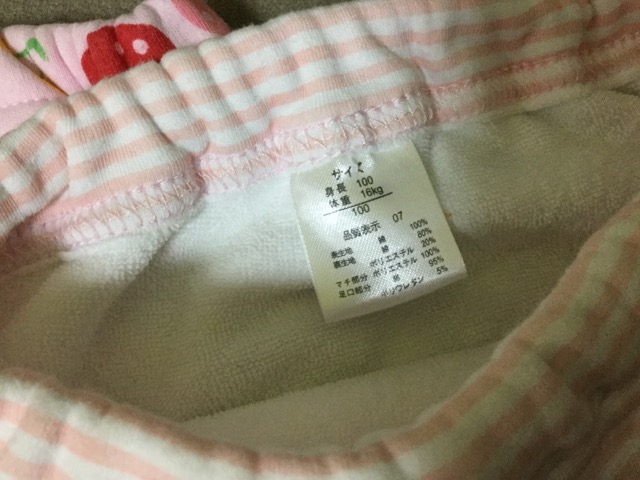 サイズ
身長 100
体重 16kg
100
品質表示 07
表生地 綿 100%
裏生地 綿 80%
ポリエステル 20%
マチ部分 ポリエステル 100%
足口部分 綿 95%
ポリウレタン 5%